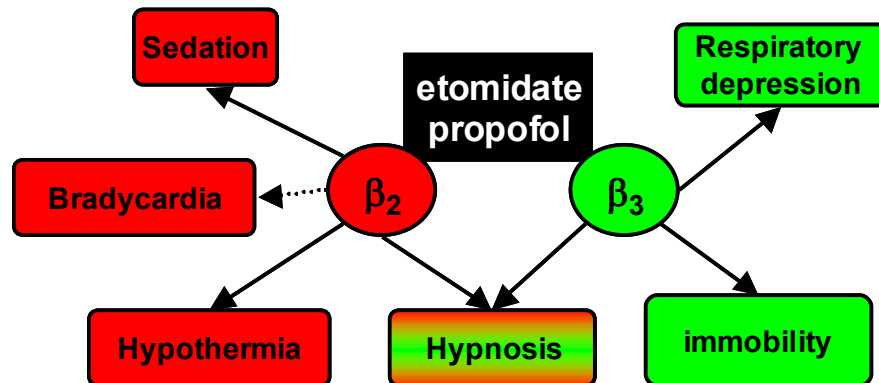 Sedation
etomidate
propofol
Respiratory
depression
Bradycardia
β2
β3
Hypothermia
Hypnosis
immobility